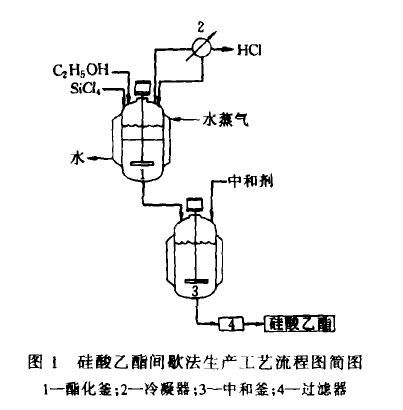 2
HCl
C₂H₅OH
SiCl₄
水蒸气
水
1
中和剂
3
4
硅酸乙酯
图 1 硅酸乙酯间歇法生产工艺流程图简图
1—酯化釜;2—冷凝器;3—中和釜;4—过滤器